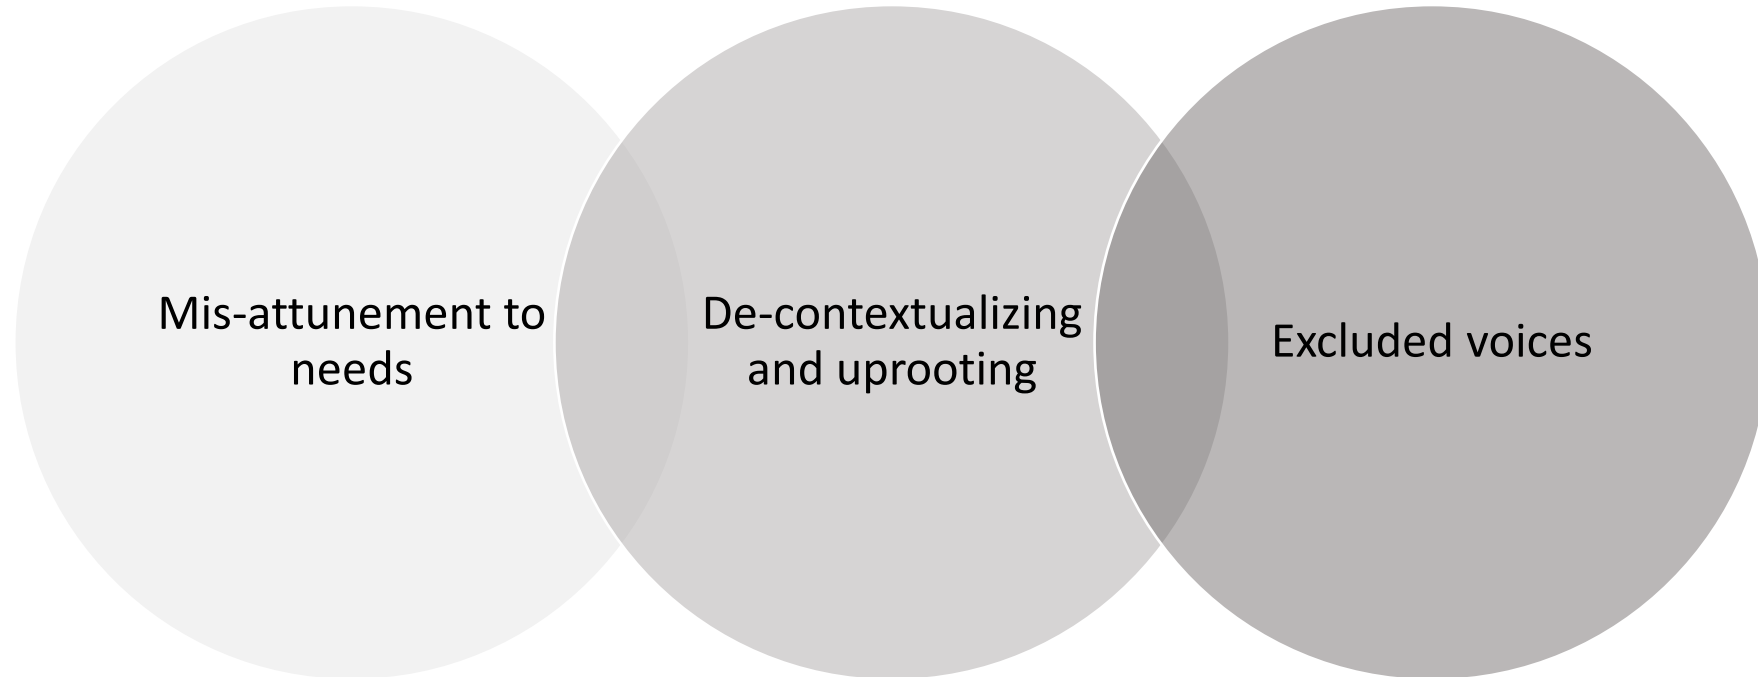 Mis-attunement to
needs
De-contextualizing
and uprooting
Excluded voices